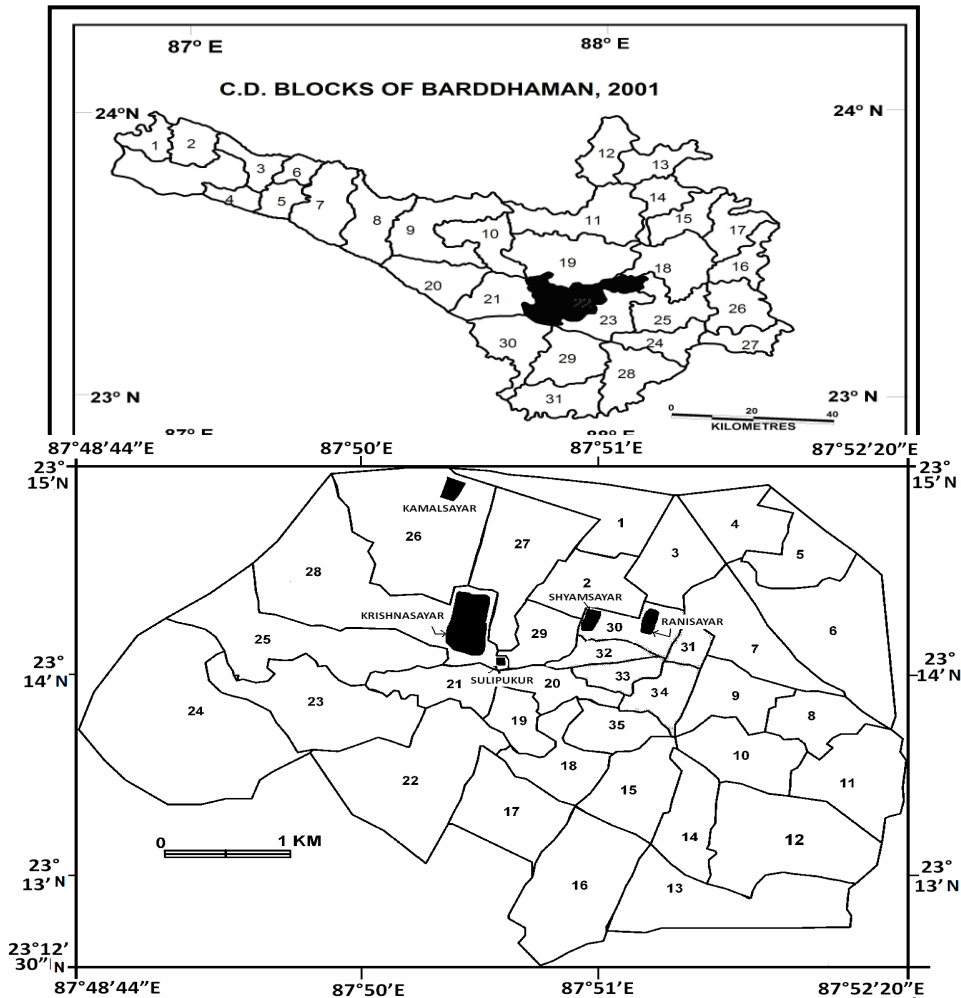 87° E 88° E
C.D. BLOCKS OF BARDDHAMAN, 2001
24°N 24° N
12
1 2 13
3 6
4 5 7 14
8 11 15
9 10 17
19 18 16
20 21 26
22 23 25
30 24 27
29 28
31
23° N 23° N
0 20 40
KILOMETRES
87° E 88° E
87°48'44"E 87°50'E 87°51'E 87°52'20"E
23° 15'N 23° 15'N
KAMALSAYAR
26 27 1 4
3 5
28 2
SHYAMSAYAR
KRISHNASAYAR 30 RANISAYAR
29 6
25 32 31 7
23° 14'N 23° 14'N
SULIPUKUR
21 20 33
23 34 9
24 19 35 8
10
18
22 15 11
17
14 12
0 1 KM
23° 13'N 23° 13'N
16 13
23°12' 30"N
87°48'44"E 87°50'E 87°51'E 87°52'20"E